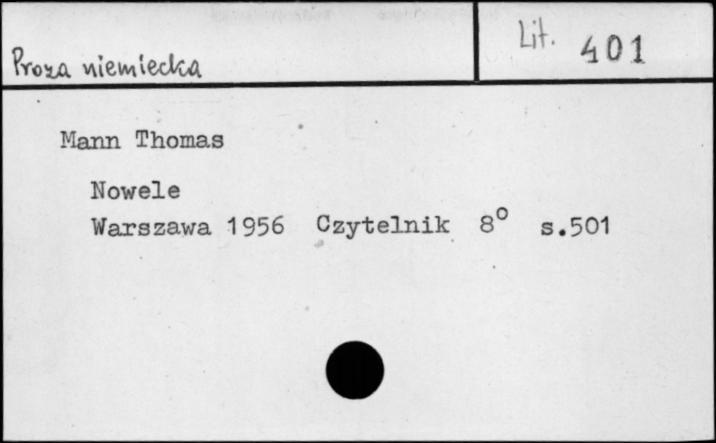 Proza niemiecka
Lit. 401
Mann Thomas
Nowele
Warszawa 1956 Czytelnik 8° s.501